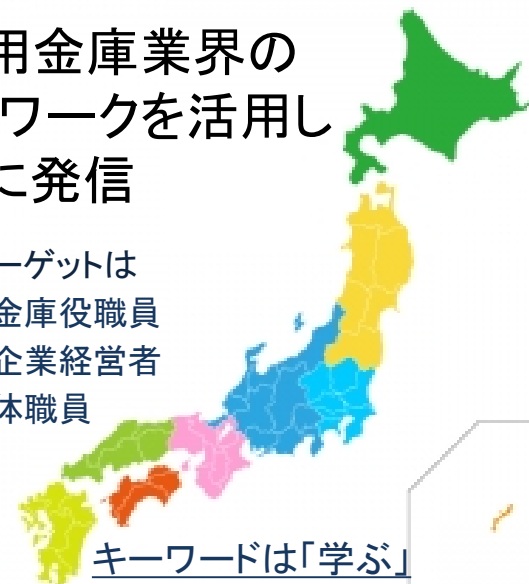 用金庫業界の
ワークを活用し
に発信
ーゲットは
金庫役職員
企業経営者
体職員
キーワードは「学ぶ」